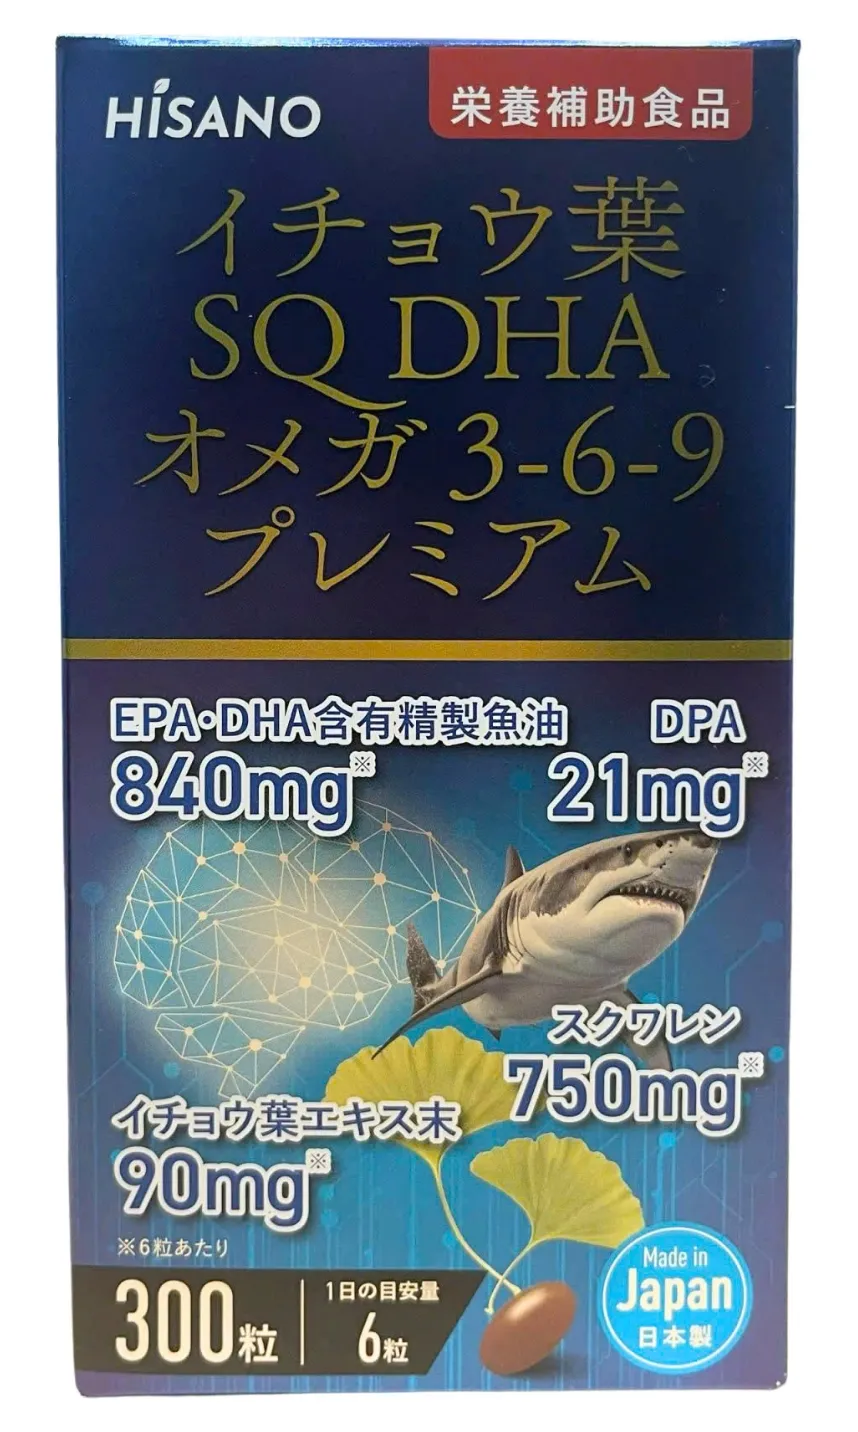 HiSANO
栄養補助食品
イチョウ葉
SQ DHA
オメガ 3-6-9
プレミアム
EPA・DHA含有精製魚油
840mg※
DPA
21mg※
スクワレン
750mg※
イチョウ葉エキス末
90mg※
※6粒あたり
300粒
1日の目安量
6粒
Made in
Japan
日本製